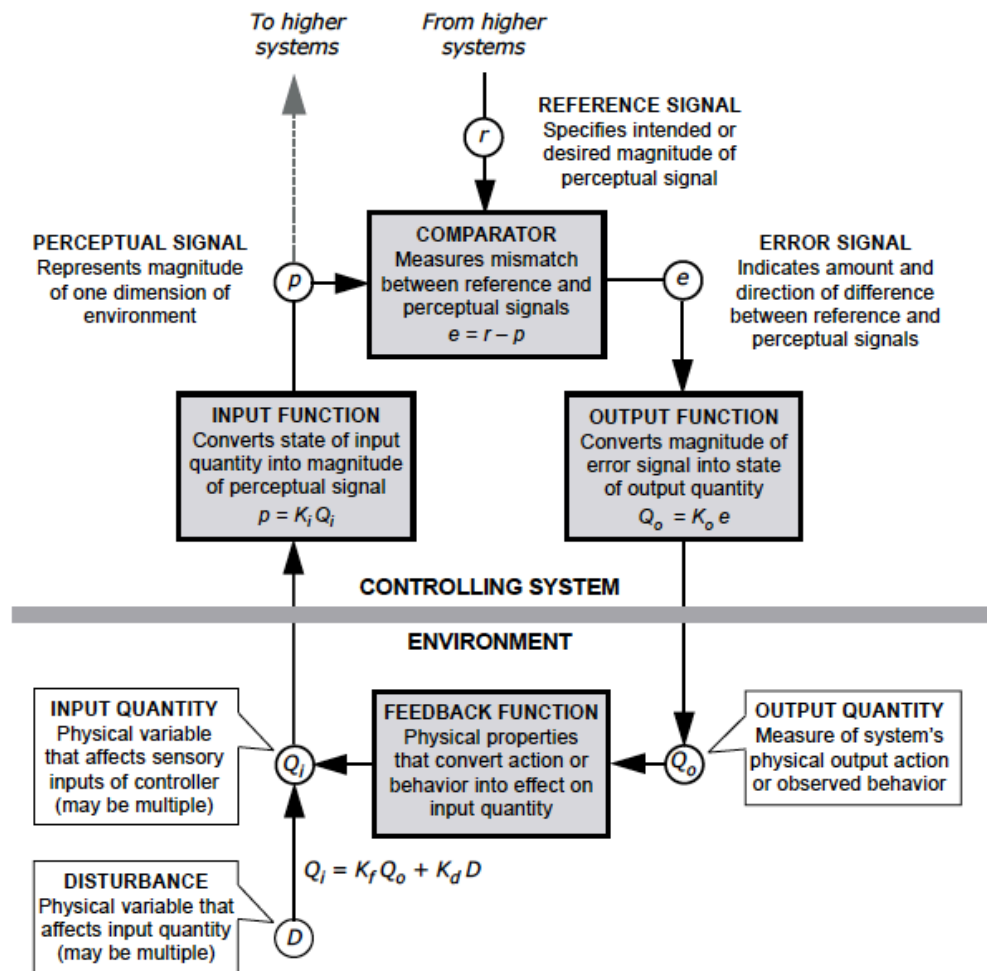 To higher
systems
From higher
systems
r
REFERENCE SIGNAL
Specifies intended or
desired magnitude of
perceptual signal
PERCEPTUAL SIGNAL
Represents magnitude
of one dimension of
environment
p
COMPARATOR
Measures mismatch
between reference and
perceptual signals
e = r – p
e
ERROR SIGNAL
Indicates amount and
direction of difference
between reference and
perceptual signals
INPUT FUNCTION
Converts state of input
quantity into magnitude
of perceptual signal
p = K_i Q_i
OUTPUT FUNCTION
Converts magnitude of
error signal into state
of output quantity
Q_o = K_o e
CONTROLLING SYSTEM
ENVIRONMENT
INPUT QUANTITY
Physical variable
that affects sensory
inputs of controller
(may be multiple)
Q_i
FEEDBACK FUNCTION
Physical properties
that convert action or
behavior into effect on
input quantity
Q_o
OUTPUT QUANTITY
Measure of system's
physical output action
or observed behavior
Q_i = K_f Q_o + K_d D
DISTURBANCE
Physical variable that
affects input quantity
(may be multiple)
D